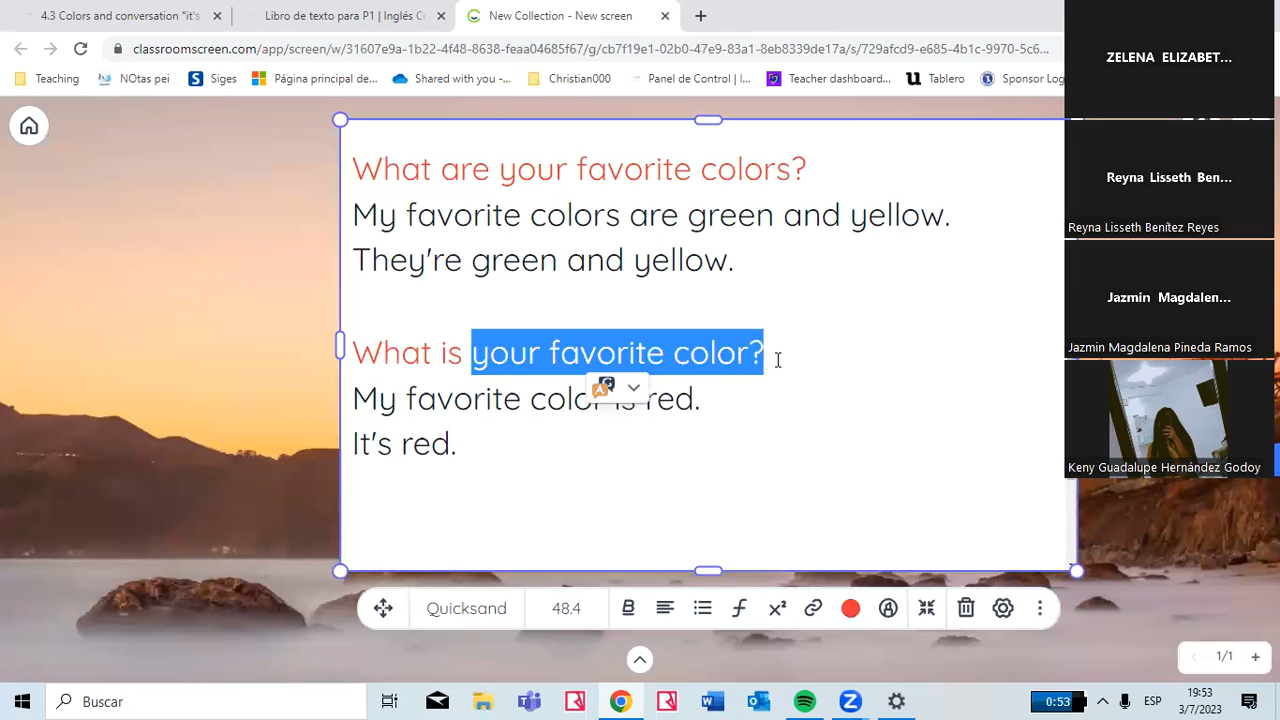 4.3 Colors and conversation "it's
Libro de texto para P1 | Inglés Cu
New Collection - New screen
classroomscreen.com/app/screen/w/31607e9a-1b22-4f48-8638-feaa04685f67/g/cb7f19e1-02b0-47e9-83a1-8eb8339de17a/s/729afcd9-e685-4b1c-9970-5c6...
Teaching NOtas pei Siges Página principal de... Shared with you -... Christian000 Panel de Control | I... Teacher dashboard... Tablero Sponsor Log
ZELENA ELIZABET...
Reyna Lisseth Ben...
Reyna Lisseth Benítez Reyes
Jazmin Magdalen...
Jazmin Magdalena Pineda Ramos
Keny Guadalupe Hernández Godoy
What are your favorite colors?
My favorite colors are green and yellow.
They're green and yellow.
What is your favorite color?
My favorite color is red.
It's red.
Quicksand 48.4
1/1
Buscar
0:53
ESP
19:53
3/7/2023